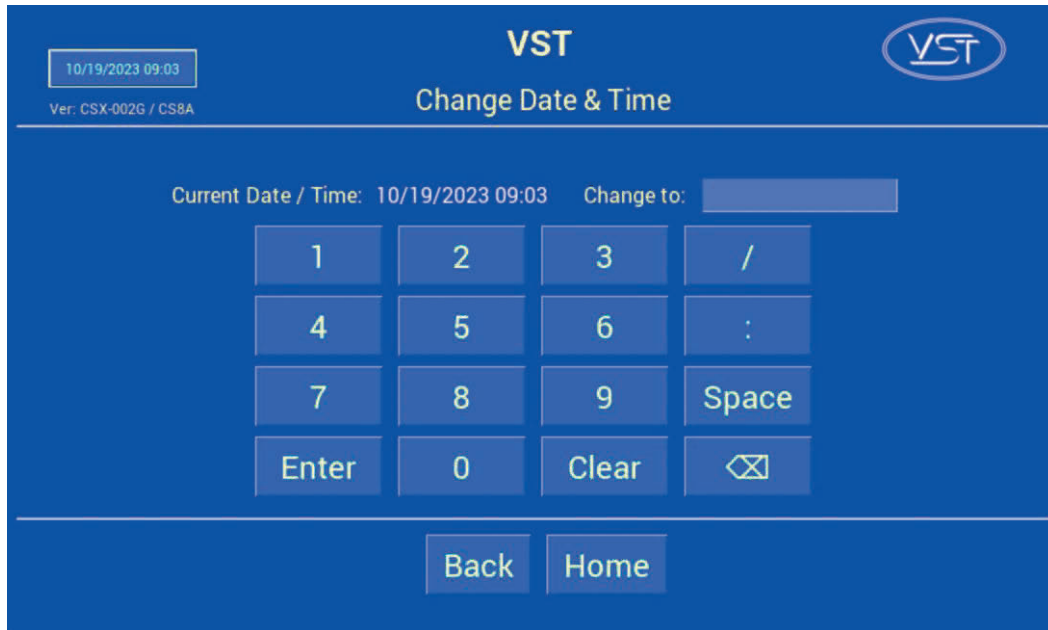 VST
VST
10/19/2023 09:03
Change Date & Time
Ver: CSX-002G / CS8A
Current Date / Time: 10/19/2023 09:03 Change to:
1 2 3 /
4 5 6 :
7 8 9 Space
Enter 0 Clear
Back Home